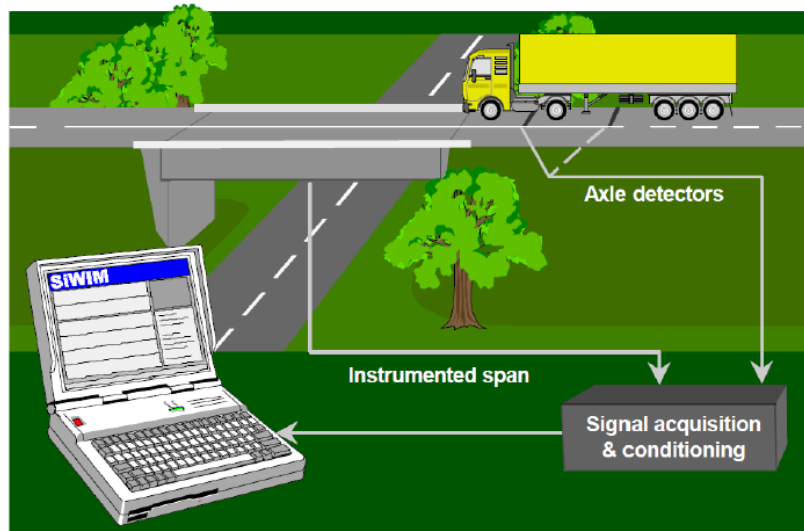 Axle detectors
SiWIM
Instrumented span
Signal acquisition
& conditioning